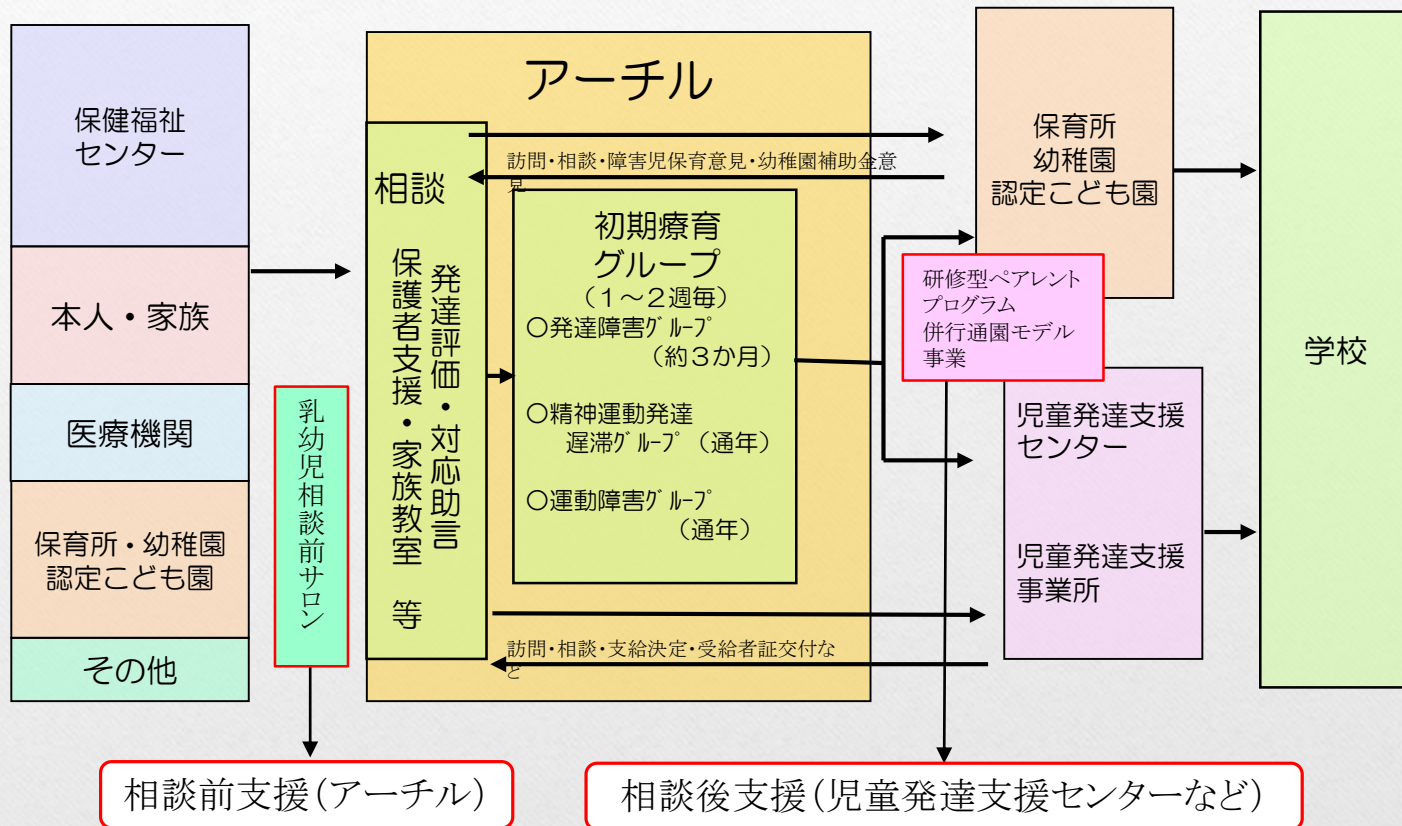 保健福祉
センター
本人・家族
医療機関
保育所・幼稚園
認定こども園
その他
乳幼児相談前サロン
アーチル
相談
発達評価・対応助言
保護者支援・家族教室 等
訪問・相談・障害児保育意見・幼稚園補助金意
見
初期療育
グループ
（１～２週毎）
○発達障害グループ
（約３か月）
○精神運動発達
遅滞グループ（通年）
○運動障害グループ
（通年）
訪問・相談・支給決定・受給者証交付な
ど
保育所
幼稚園
認定こども園
研修型ペアレント
プログラム
併行通園モデル
事業
児童発達支援
センター
児童発達支援
事業所
学校
相談前支援（アーチル）
相談後支援（児童発達支援センターなど）